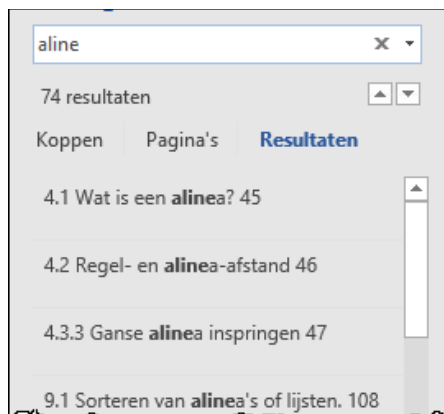 aline
74 resultaten
Koppen Pagina's Resultaten
4.1 Wat is een alinea? 45
4.2 Regel- en alinea-afstand 46
4.3.3 Ganse alinea inspringen 47
9.1 Sorteren van alinea's of lijsten. 108